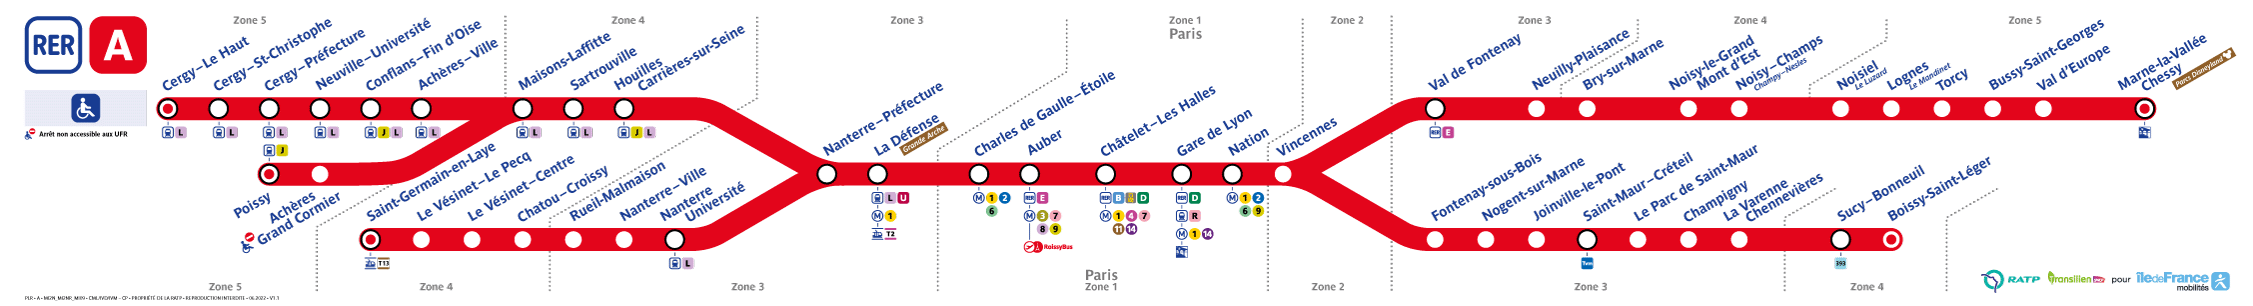 Zone 5
Zone 4
Zone 3
Zone 1
Paris
Zone 2
Zone 3
Zone 4
Zone 5
RER
A
Arrêt non accessible aux UFR
Cergy–Le Haut
Cergy–St-Christophe
Cergy–Préfecture
Neuville–Université
Conflans–Fin d'Oise
Achères–Ville
Maisons-Laffitte
Sartrouville
Houilles
Carrières-sur-Seine
L
L
L
J
L
J L
L
L
L
J L
Poissy
Achères
Grand Cormier
Saint-Germain-en-Laye
Le Vésinet–Le Pecq
Le Vésinet–Centre
Chatou–Croissy
Rueil-Malmaison
Nanterre–Ville
Nanterre
Université
T13
L
Nanterre–Préfecture
La Défense
Grande Arche
L U
M 1
T2
Charles de Gaulle–Étoile
M 1 2
6
Auber
RER E
M 3 7
8 9
RoissyBus
Châtelet–Les Halles
RER B D
M 1 4 7
11 14
Gare de Lyon
RER D
R
M 1 14
Nation
M 1 2
6 9
Vincennes
Val de Fontenay
RER E
Neuilly-Plaisance
Bry-sur-Marne
Noisy-le-Grand
Mont d'Est
Noisy–Champs
Champy–Nesles
Noisiel
Le Luzard
Lognes
Le Mandinet
Torcy
Bussy-Saint-Georges
Val d'Europe
Marne-la-Vallée
Chessy
Parcs Disneyland
Fontenay-sous-Bois
Nogent-sur-Marne
Joinville-le-Pont
Saint-Maur–Créteil
Tvm
Le Parc de Saint-Maur
Champigny
La Varenne
Chennevières
Sucy–Bonneuil
393
Boissy-Saint-Léger
Zone 5
Zone 4
Zone 3
Paris
Zone 1
Zone 2
Zone 3
Zone 4
RATP
transilien
SNCF
pour
île de France
mobilités
PROPRIÉTÉ DE LA RATP - REPRODUCTION INTERDITE - 06.2022 - V1.1